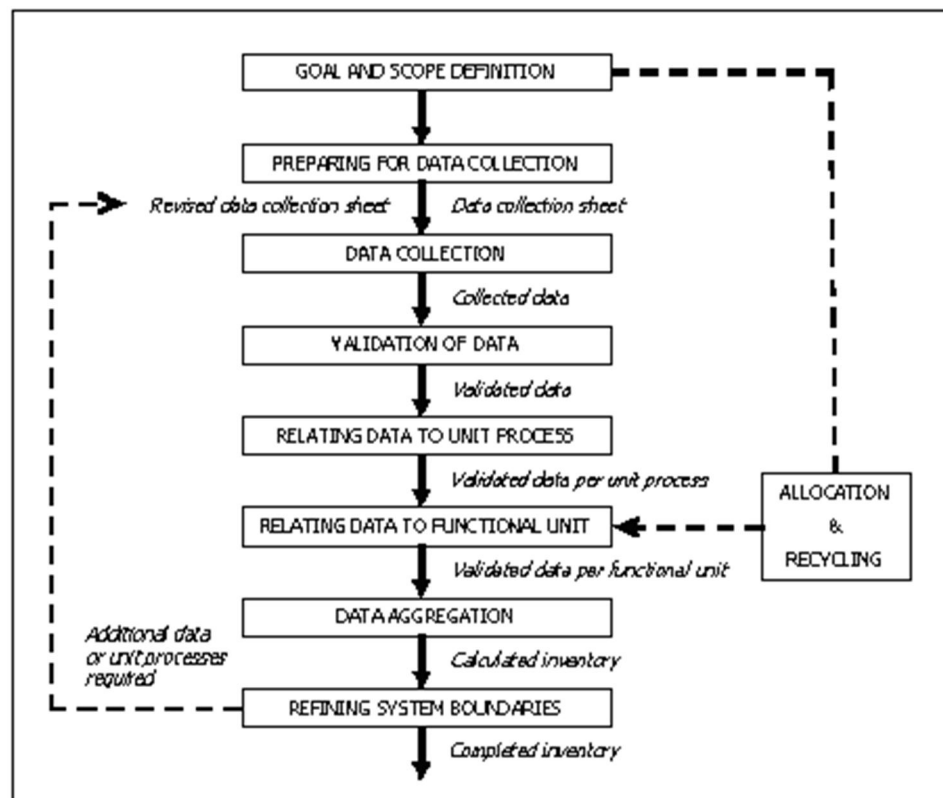 GOAL AND SCOPE DEFINITION
PREPARING FOR DATA COLLECTION
Revised data collection sheet
Data collection sheet
DATA COLLECTION
Collected data
VALIDATION OF DATA
Validated data
RELATING DATA TO UNIT PROCESS
Validated data per unit process
ALLOCATION
&
RECYCLING
RELATING DATA TO FUNCTIONAL UNIT
Validated data per functional unit
DATA AGGREGATION
Additional data
or unit processes
required
Calculated inventory
REFINING SYSTEM BOUNDARIES
Completed inventory